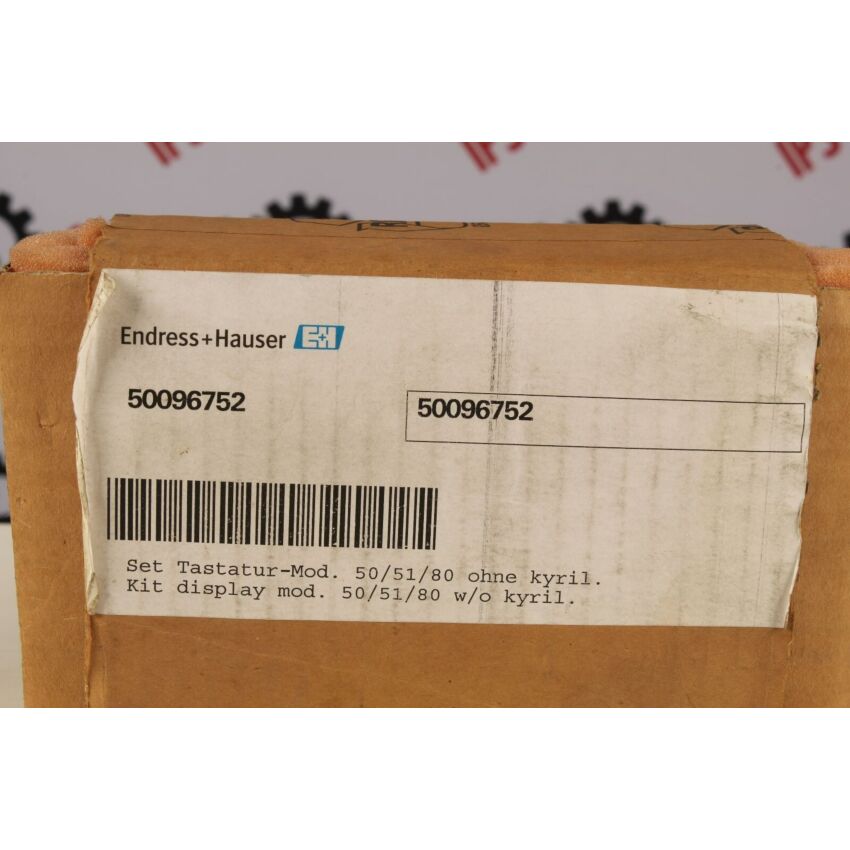 Endress+Hauser E+H
50096752
50096752
Set Tastatur-Mod. 50/51/80 ohne kyril.
Kit display mod. 50/51/80 w/o kyril.